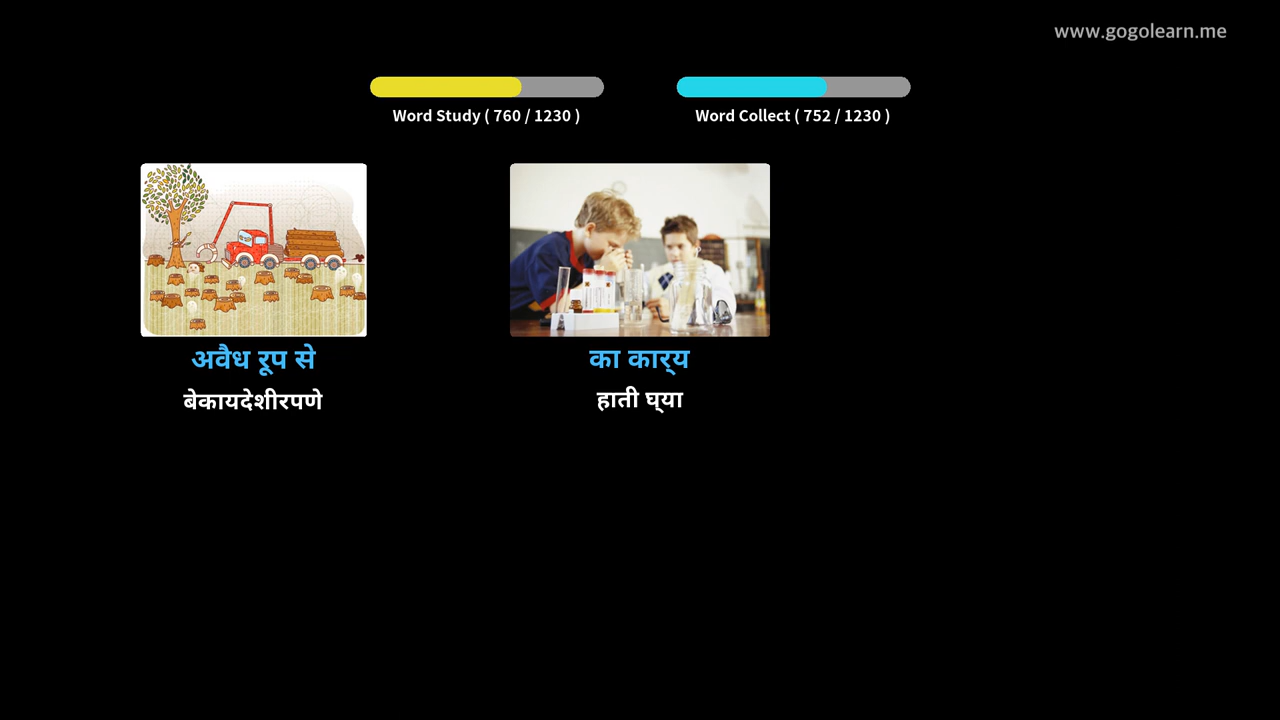 www.gogolearn.me
Word Study ( 760 / 1230 )
Word Collect ( 752 / 1230 )
अवैध रूप से
बेकायदेशीरपणे
का कार्य
हाती घ्या